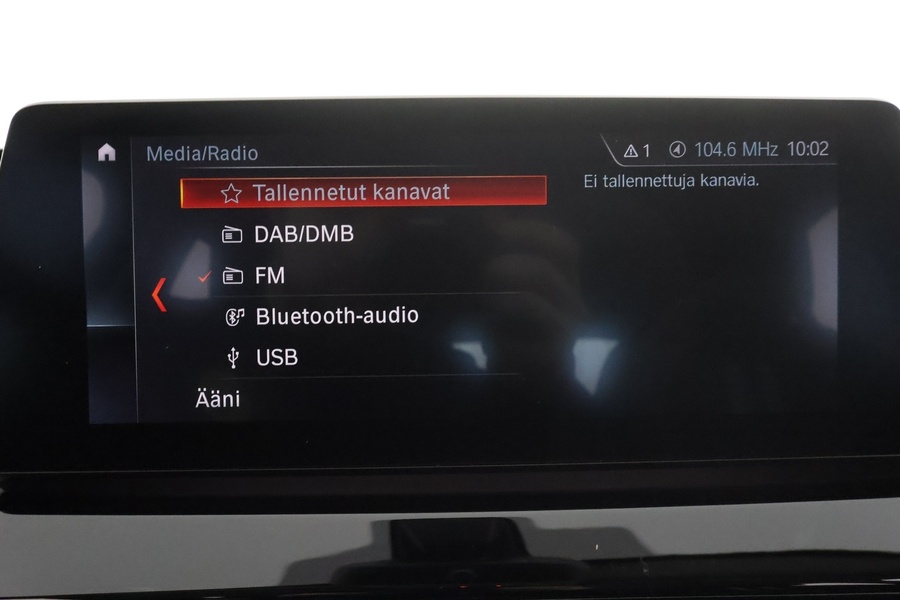 Media/Radio
1 104.6 MHz 10:02
Tallennetut kanavat
Ei tallennettuja kanavia.
DAB/DMB
FM
Bluetooth-audio
USB
Ääni